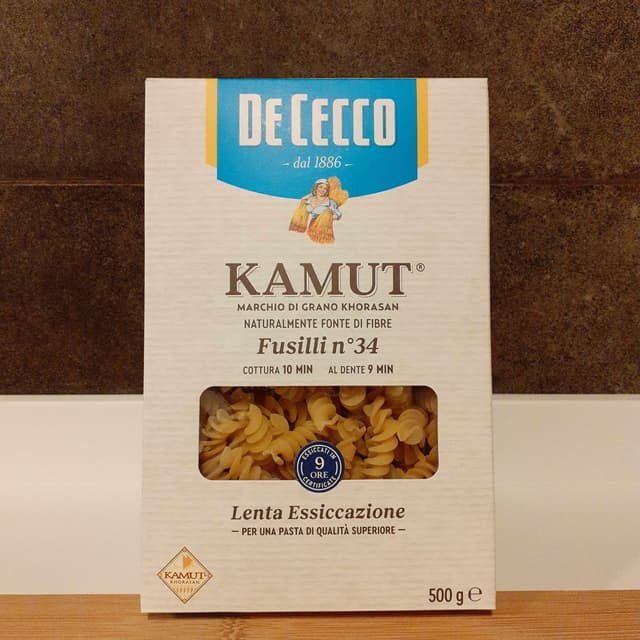 DE CECCO
dal 1886
KAMUT®
MARCHIO DI GRANO KHORASAN
NATURALMENTE FONTE DI FIBRE
Fusilli n°34
COTTURA 10 MIN AL DENTE 9 MIN
ESSICCATI IN
9
ORE
CERTIFICATE
Lenta Essiccazione
PER UNA PASTA DI QUALITÀ SUPERIORE
KAMUT®
KHORASAN
500 g ℮